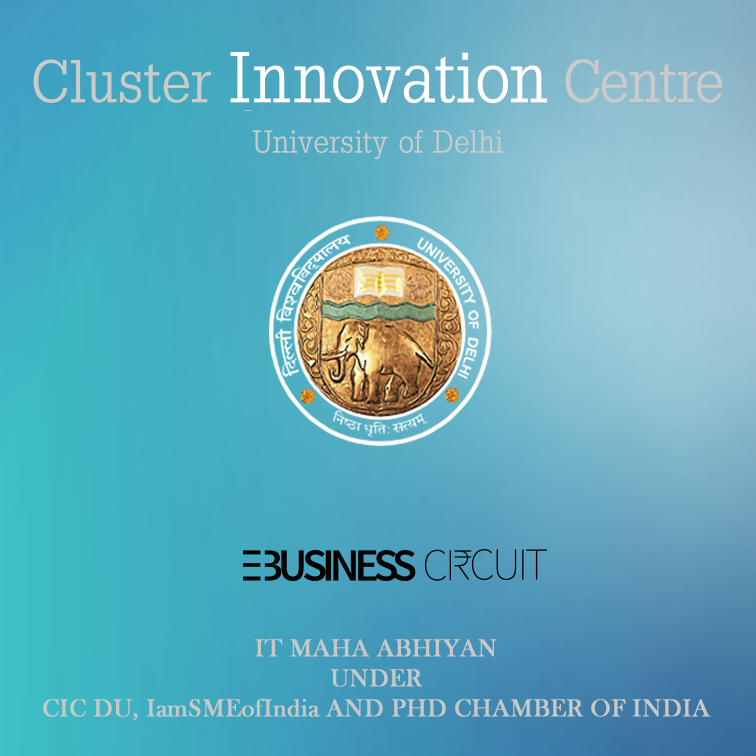 Cluster Innovation Centre
University of Delhi
दिल्ली विश्वविद्यालय
UNIVERSITY OF DELHI
निष्ठा धृतिः सत्यम्
BUSINESS CIRCUIT
IT MAHA ABHIYAN
UNDER
CIC DU, IamSMEofIndia AND PHD CHAMBER OF INDIA